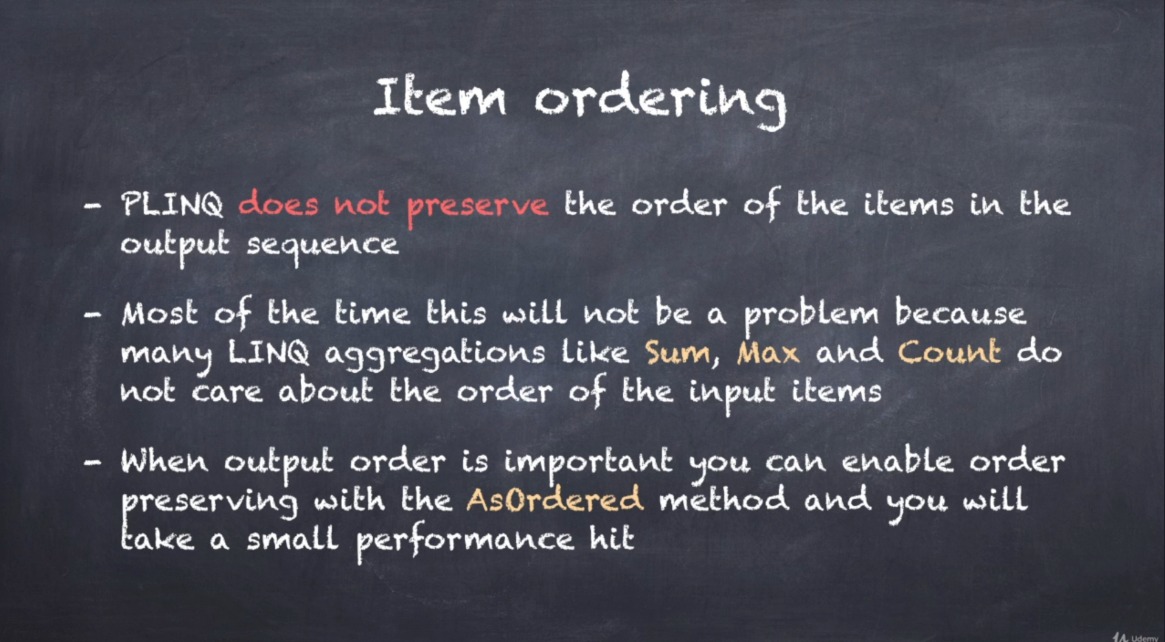 Item ordering
- PLINQ does not preserve the order of the items in the
output sequence
- Most of the time this will not be a problem because
many LINQ aggregations like Sum, Max and Count do
not care about the order of the input items
- When output order is important you can enable order
preserving with the AsOrdered method and you will
take a small performance hit
Udemy